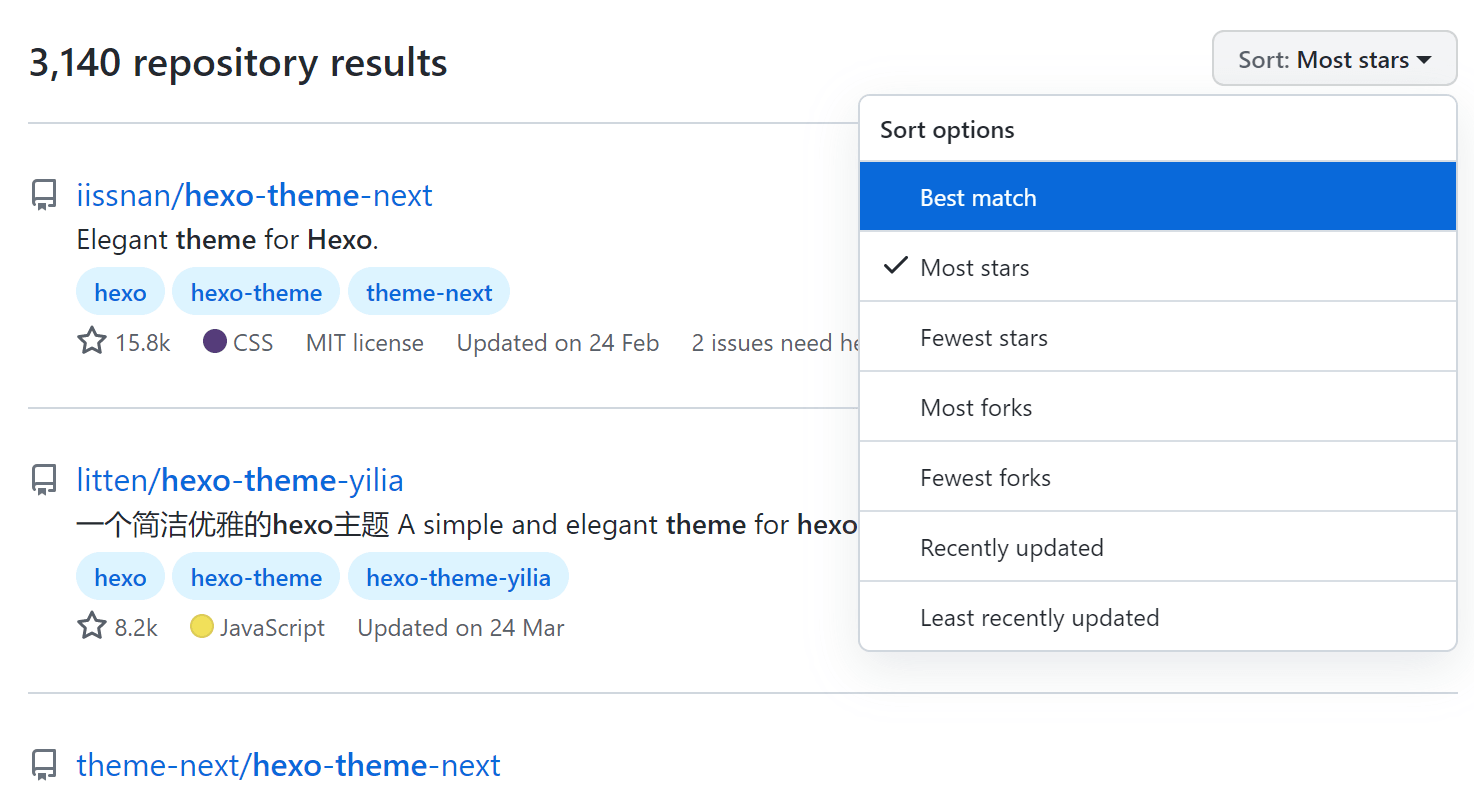 3,140 repository results
Sort: Most stars
Sort options
Best match
Most stars
Fewest stars
Most forks
Fewest forks
Recently updated
Least recently updated
iissnan/hexo-theme-next
Elegant theme for Hexo.
hexo hexo-theme theme-next
15.8k CSS MIT license Updated on 24 Feb 2 issues need
litten/hexo-theme-yilia
一个简洁优雅的hexo主题 A simple and elegant theme for hexo
hexo hexo-theme hexo-theme-yilia
8.2k JavaScript Updated on 24 Mar
theme-next/hexo-theme-next